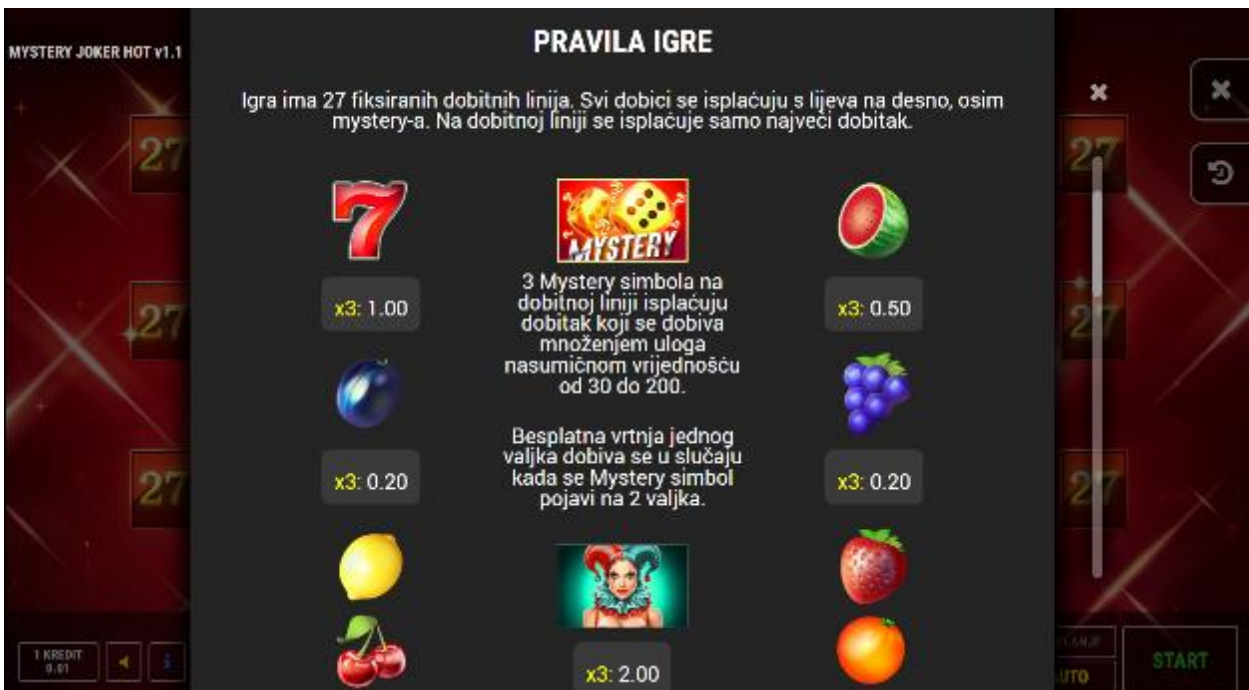 MYSTERY JOKER HOT v1.1
PRAVILA IGRE
Igra ima 27 fiksiranih dobitnih linija. Svi dobici se isplaćuju s lijeva na desno, osim
mystery-a. Na dobitnoj liniji se isplaćuje samo najveći dobitak.
27
27
7
MYSTERY
x3: 1.00
3 Mystery simbola na
dobitnoj liniji isplaćuju
dobitak koji se dobiva
množenjem uloga
nasumičnom vrijednošću
od 30 do 200.
x3: 0.50
27
27
x3: 0.20
Besplatna vrtnja jednog
valjka dobiva se u slučaju
kada se Mystery simbol
pojavi na 2 valjka.
x3: 0.20
27
27
x3: 2.00
1 KREDIT
0.01
i
START